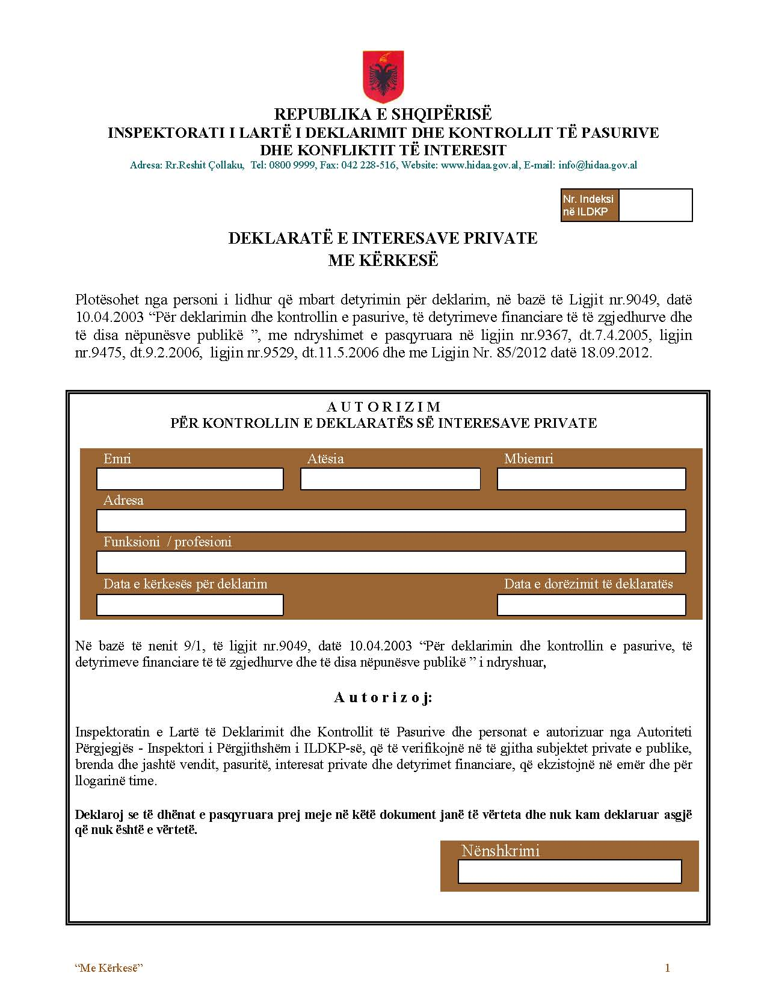 REPUBLIKA E SHQIPËRISË
INSPEKTORATI I LARTË I DEKLARIMIT DHE KONTROLLIT TË PASURIVE
DHE KONFLIKTIT TË INTERESIT
Adresa: Rr.Reshit Çollaku, Tel: 0800 9999, Fax: 042 228-516, Website: www.hidaa.gov.al, E-mail: info@hidaa.gov.al
Nr. Indeksi
në ILDKP
DEKLARATË E INTERESAVE PRIVATE
ME KËRKESË
Plotësohet nga personi i lidhur që mbart detyrimin për deklarim, në bazë të Ligjit nr.9049, datë
10.04.2003 “Për deklarimin dhe kontrollin e pasurive, të detyrimeve financiare të të zgjedhurve dhe
të disa nëpunësve publikë ”, me ndryshimet e pasqyruara në ligjin nr.9367, dt.7.4.2005, ligjin
nr.9475, dt.9.2.2006, ligjin nr.9529, dt.11.5.2006 dhe me Ligjin Nr. 85/2012 datë 18.09.2012.
A U T O R I Z I M
PËR KONTROLLIN E DEKLARATËS SË INTERESAVE PRIVATE
Emri Atësia Mbiemri
Adresa
Funksioni / profesioni
Data e kërkesës për deklarim Data e dorëzimit të deklaratës
Në bazë të nenit 9/1, të ligjit nr.9049, datë 10.04.2003 “Për deklarimin dhe kontrollin e pasurive, të
detyrimeve financiare të të zgjedhurve dhe të disa nëpunësve publikë ” i ndryshuar,
A u t o r i z o j:
Inspektoratin e Lartë të Deklarimit dhe Kontrollit të Pasurive dhe personat e autorizuar nga Autoriteti
Përgjegjës - Inspektori i Përgjithshëm i ILDKP-së, që të verifikojnë në të gjitha subjektet private e publike,
brenda dhe jashtë vendit, pasuritë, interesat private dhe detyrimet financiare, që ekzistojnë në emër dhe për
llogarinë time.
Deklaroj se të dhënat e pasqyruara prej meje në këtë dokument janë të vërteta dhe nuk kam deklaruar asgjë
që nuk është e vërtetë.
Nënshkrimi
“Me Kërkesë” 1